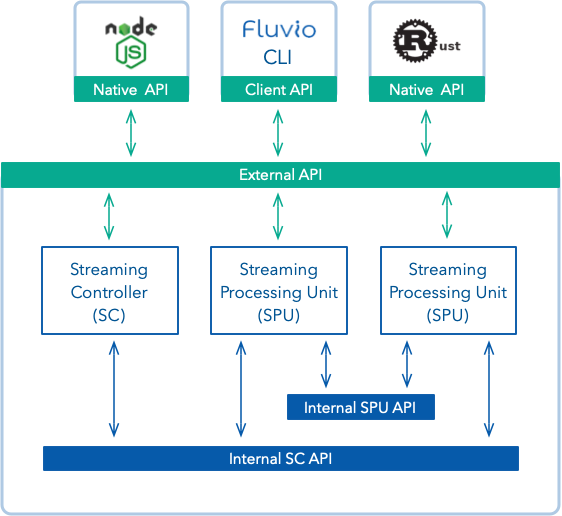 node
JS
Fluvio
CLI
Rust
Native API
Client API
Native API
External API
Streaming
Controller
(SC)
Streaming
Processing Unit
(SPU)
Streaming
Processing Unit
(SPU)
Internal SPU API
Internal SC API